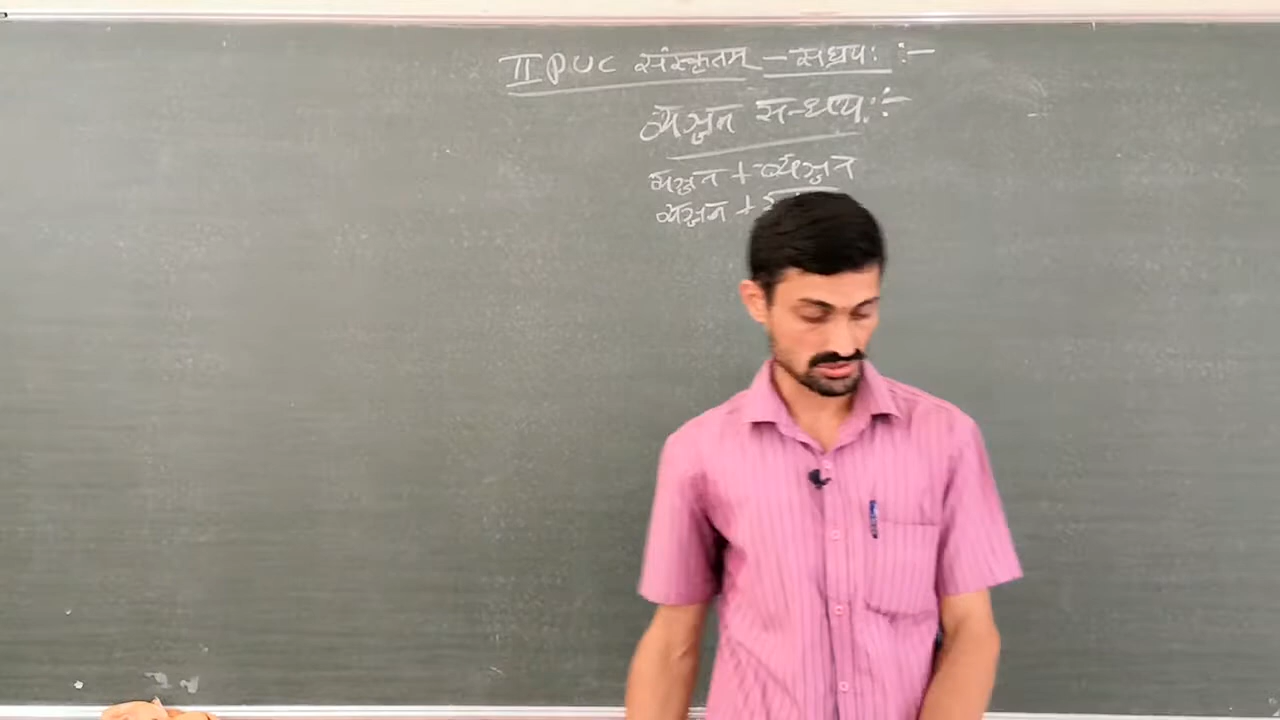 II PUC संस्कृतम् - सन्धयः :-
व्यञ्जन सन्धयः :-
व्यञ्जन + व्यञ्जन
व्यञ्जन +